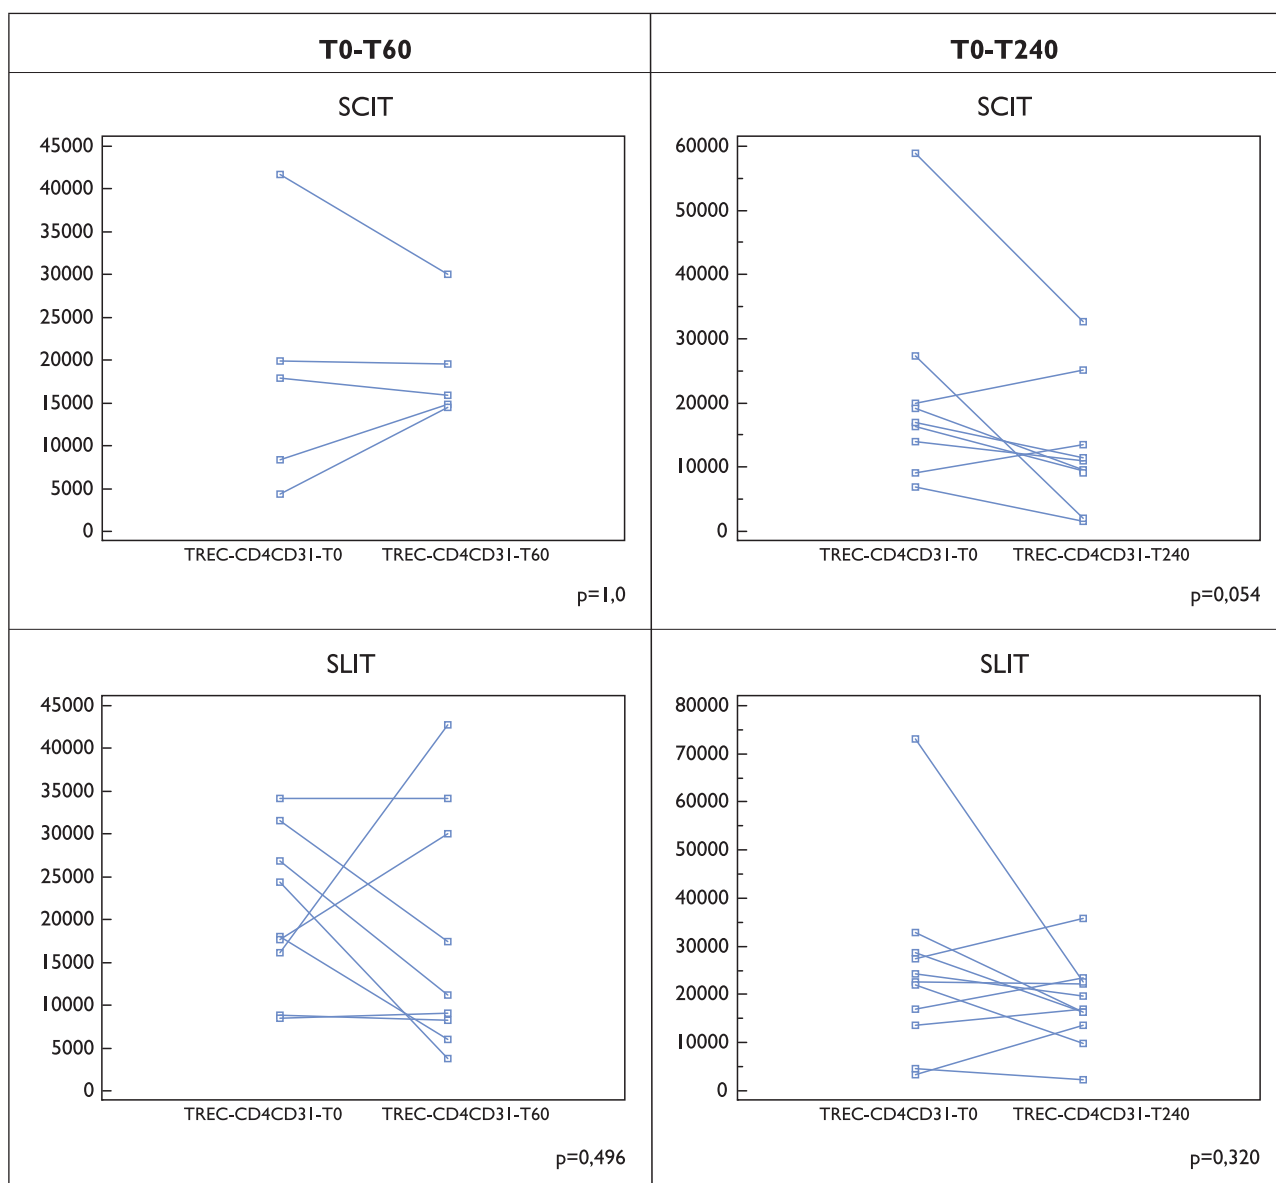 T0-T60
T0-T240
SCIT
45000
40000
35000
30000
25000
20000
15000
10000
5000
0
TREC-CD4CD31-T0 TREC-CD4CD31-T60
p=1,0
SCIT
60000
50000
40000
30000
20000
10000
0
TREC-CD4CD31-T0 TREC-CD4CD31-T240
p=0,054
SLIT
45000
40000
35000
30000
25000
20000
15000
10000
5000
0
TREC-CD4CD31-T0 TREC-CD4CD31-T60
p=0,496
SLIT
80000
70000
60000
50000
40000
30000
20000
10000
0
TREC-CD4CD31-T0 TREC-CD4CD31-T240
p=0,320